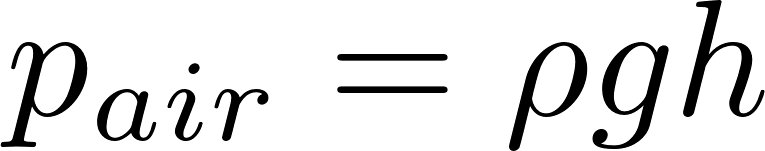 p_{air} = ρgh